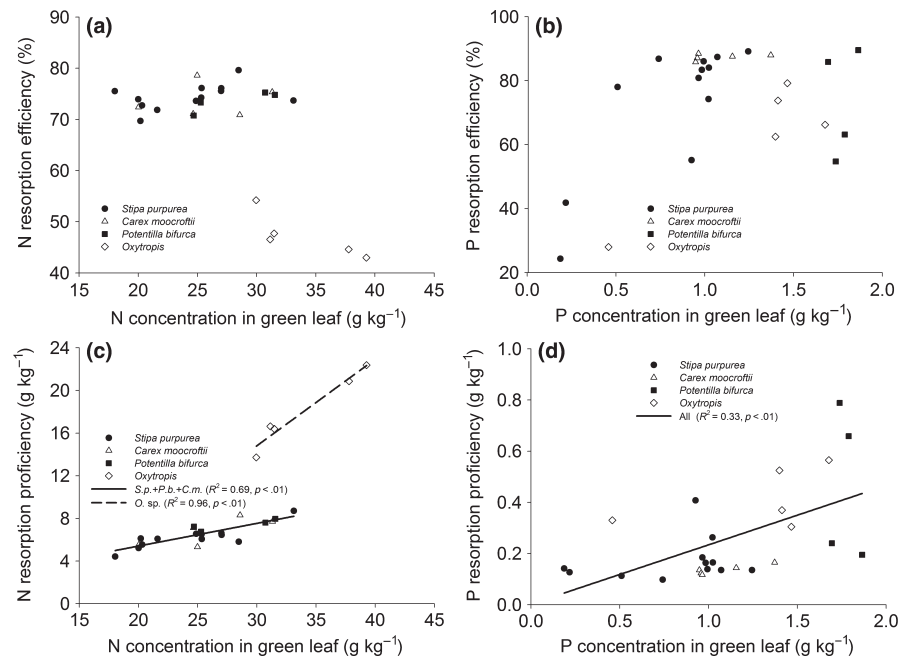 (a)
90
80
70
60
50
40
N resorption efficiency (%)
Stipa purpurea
Carex moocroftii
Potentilla bifurca
Oxytropis
15 20 25 30 35 40 45
N concentration in green leaf (g kg⁻¹)
(b)
100
80
60
40
20
P resorption efficiency (%)
Stipa purpurea
Carex moocroftii
Potentilla bifurca
Oxytropis
0.0 0.5 1.0 1.5 2.0
P concentration in green leaf (g kg⁻¹)
(c)
24
20
16
12
8
4
0
N resorption proficiency (g kg⁻¹)
Stipa purpurea
Carex moocroftii
Potentilla bifurca
Oxytropis
S.p.+P.b.+C.m. (R² = 0.69, p < .01)
O. sp. (R² = 0.96, p < .01)
15 20 25 30 35 40 45
N concentration in green leaf (g kg⁻¹)
(d)
1.0
0.8
0.6
0.4
0.2
0.0
P resorption proficiency (g kg⁻¹)
Stipa purpurea
Carex moocroftii
Potentilla bifurca
Oxytropis
All (R² = 0.33, p < .01)
0.0 0.5 1.0 1.5 2.0
P concentration in green leaf (g kg⁻¹)